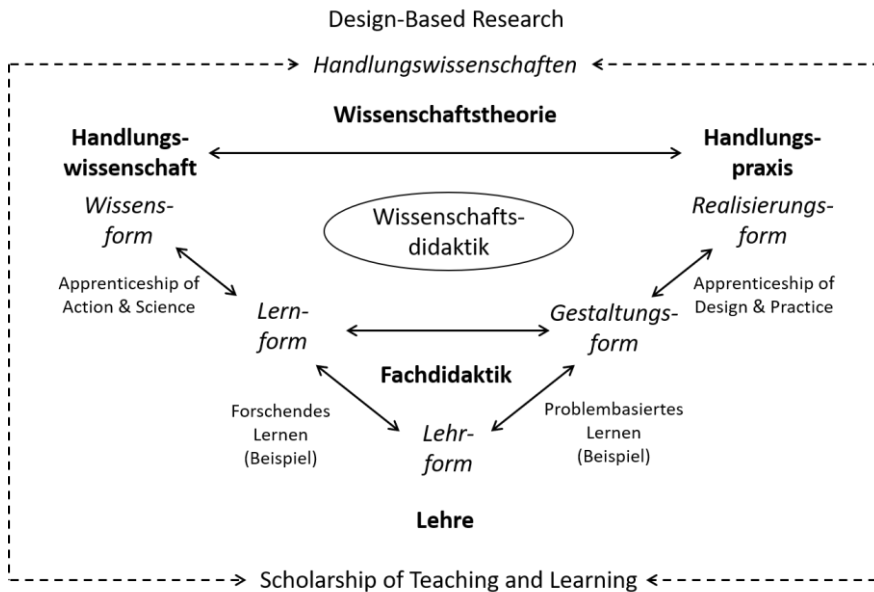 Design-Based Research
Handlungswissenschaften
Wissenschaftstheorie
Handlungs-
wissenschaft
Handlungs-
praxis
Wissens-
form
Wissenschafts-
didaktik
Realisierungs-
form
Apprenticeship of
Action & Science
Apprenticeship of
Design & Practice
Lern-
form
Gestaltungs-
form
Fachdidaktik
Forschendes
Lernen
(Beispiel)
Lehr-
form
Problembasiertes
Lernen
(Beispiel)
Lehre
Scholarship of Teaching and Learning